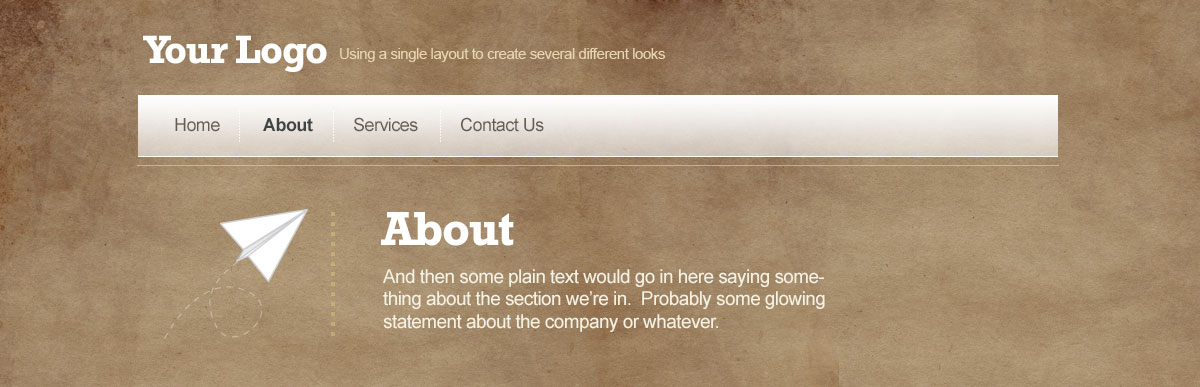 Your Logo Using a single layout to create several different looks
Home About Services Contact Us
About
And then some plain text would go in here saying some-
thing about the section we’re in.  Probably some glowing
statement about the company or whatever.